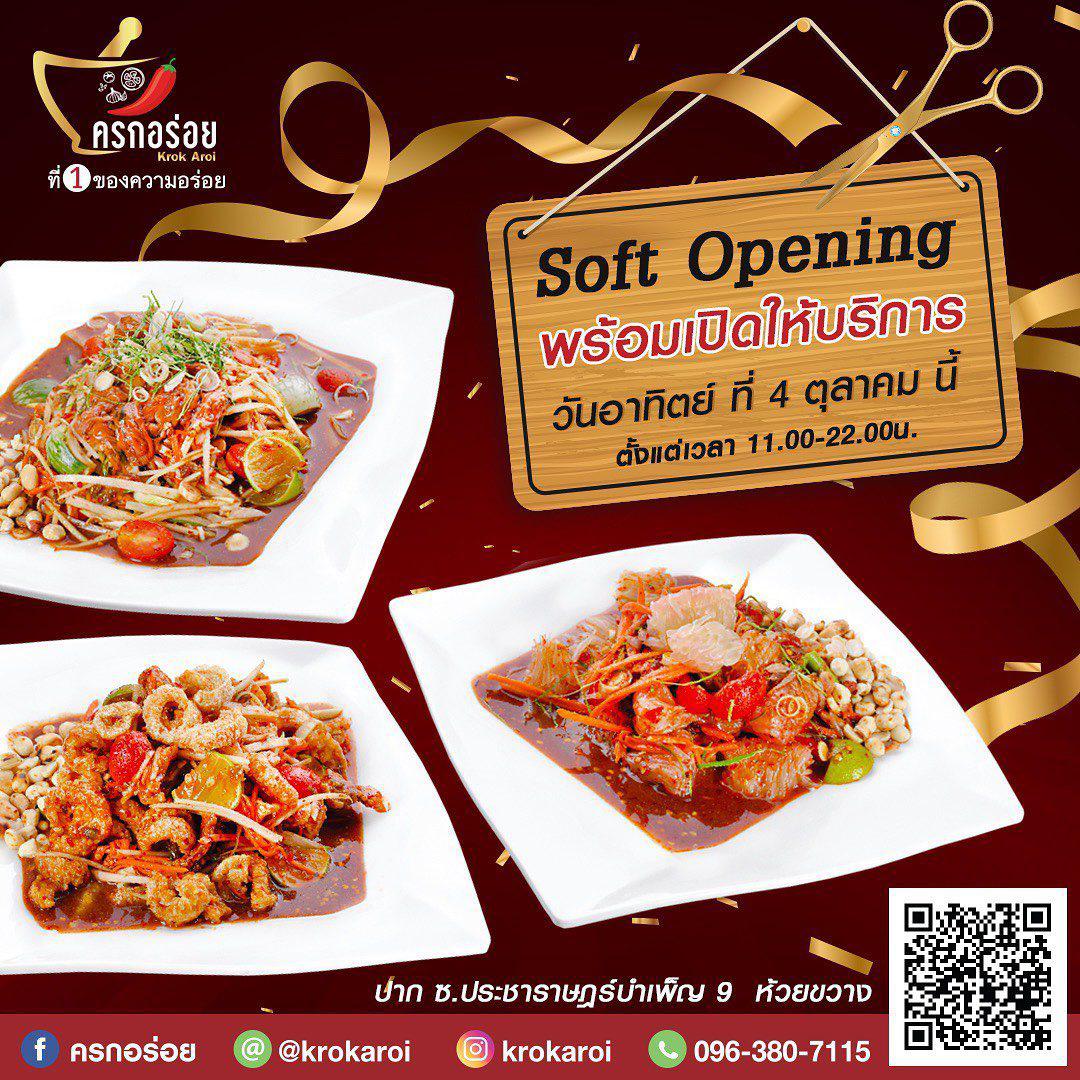 ครกอร่อย
Krok Aroi
ที่ 1 ของความอร่อย
Soft Opening
พร้อมเปิดให้บริการ
วันอาทิตย์ ที่ 4 ตุลาคม นี้
ตั้งแต่เวลา 11.00-22.00น.
ปาก ซ.ประชาราษฎร์บำเพ็ญ 9 ห้วยขวาง
ครกอร่อย @krokaroi krokaroi 096-380-7115